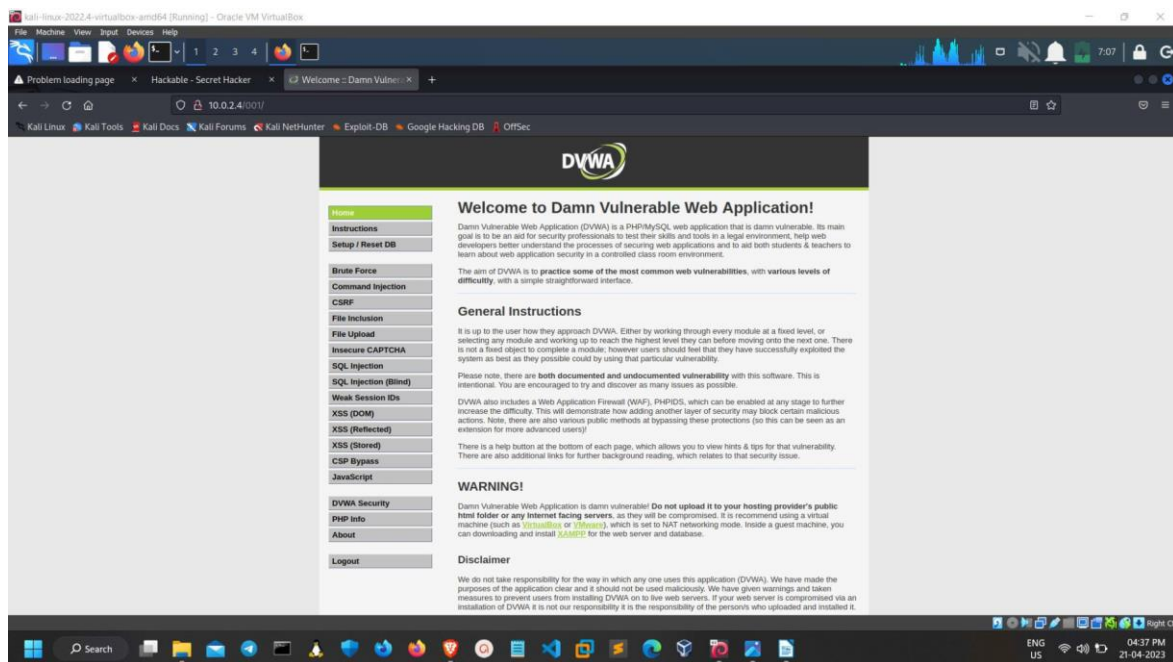 kali-linux-2022.4-virtualbox-amd64 [Running] - Oracle VM VirtualBox
File Machine View Input Devices Help
1 2 3 4
7:07
Problem loading page
Hackable - Secret Hacker
Welcome :: Damn Vulner
10.0.2.4/001/
Kali Linux Kali Tools Kali Docs Kali Forums Kali NetHunter Exploit-DB Google Hacking DB OffSec
DVWA
Home
Instructions
Setup / Reset DB
Brute Force
Command Injection
CSRF
File Inclusion
File Upload
Insecure CAPTCHA
SQL Injection
SQL Injection (Blind)
Weak Session IDs
XSS (DOM)
XSS (Reflected)
XSS (Stored)
CSP Bypass
JavaScript
DVWA Security
PHP Info
About
Logout
Welcome to Damn Vulnerable Web Application!
Damn Vulnerable Web Application (DVWA) is a PHP/MySQL web application that is damn vulnerable. Its main
goal is to be an aid for security professionals to test their skills and tools in a legal environment, help web
developers better understand the processes of securing web applications and to aid both students & teachers to
learn about web application security in a controlled class room environment.
The aim of DVWA is to practice some of the most common web vulnerabilities, with various levels of
difficultly, with a simple straightforward interface.
General Instructions
It is up to the user how they approach DVWA. Either by working through every module at a fixed level, or
selecting any module and working up to reach the highest level they can before moving onto the next one. There
is not a fixed object to complete a module; however users should feel that they have successfully exploited the
system as best as they possible could by using that particular vulnerability.
Please note, there are both documented and undocumented vulnerability with this software. This is
intentional. You are encouraged to try and discover as many issues as possible.
DVWA also includes a Web Application Firewall (WAF), PHPIDS, which can be enabled at any stage to further
increase the difficulty. This will demonstrate how adding another layer of security may block certain malicious
actions. Note, there are also various public methods at bypassing these protections (so this can be seen as an
extension for more advanced users)!
There is a help button at the bottom of each page, which allows you to view hints & tips for that vulnerability.
There are also additional links for further background reading, which relates to that security issue.
WARNING!
Damn Vulnerable Web Application is damn vulnerable! Do not upload it to your hosting provider's public
html folder or any Internet facing servers, as they will be compromised. It is recommend using a virtual
machine (such as VirtualBox or VMware), which is set to NAT networking mode. Inside a guest machine, you
can downloading and install XAMPP for the web server and database.
Disclaimer
We do not take responsibility for the way in which any one uses this application (DVWA). We have made the
purposes of the application clear and it should not be used maliciously. We have given warnings and taken
measures to prevent users from installing DVWA on to live web servers. If your web server is compromised via an
installation of DVWA it is not our responsibility it is the responsibility of the person/s who uploaded and installed it.
Right C
Search
ENG
US
04:37 PM
21-04-2023